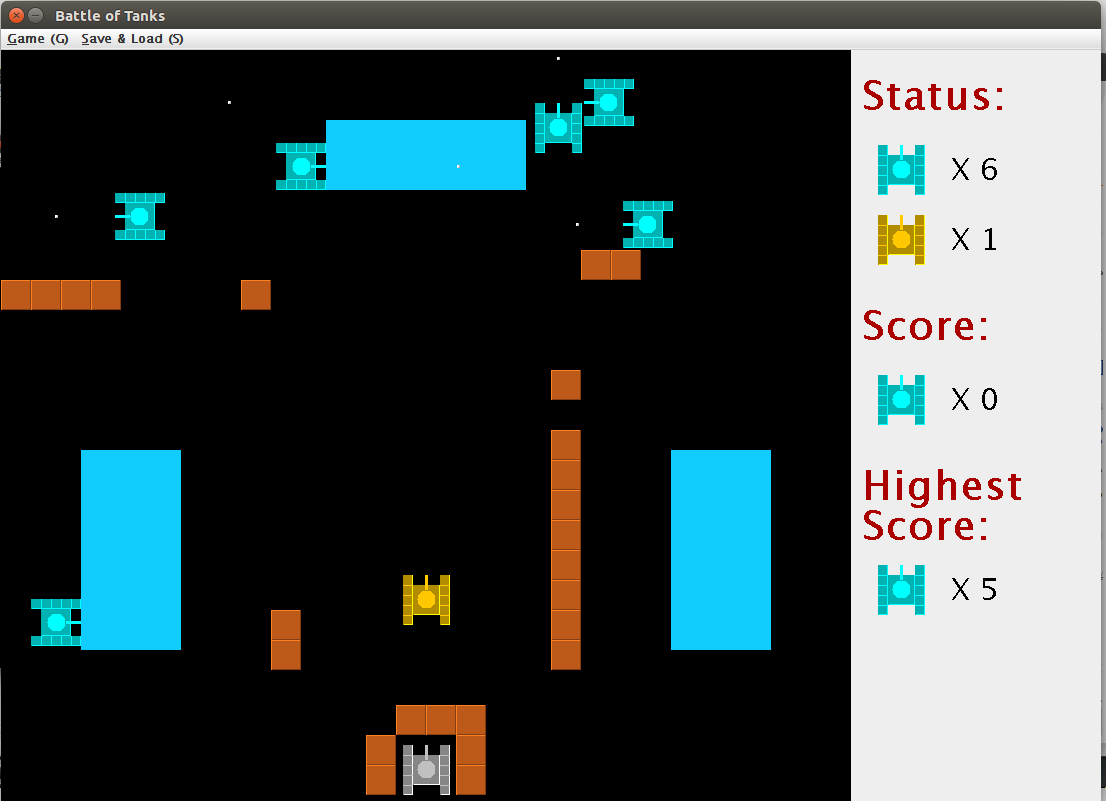 Battle of Tanks
Game (G) Save & Load (S)
Status:
X 6
X 1
Score:
X 0
Highest
Score:
X 5